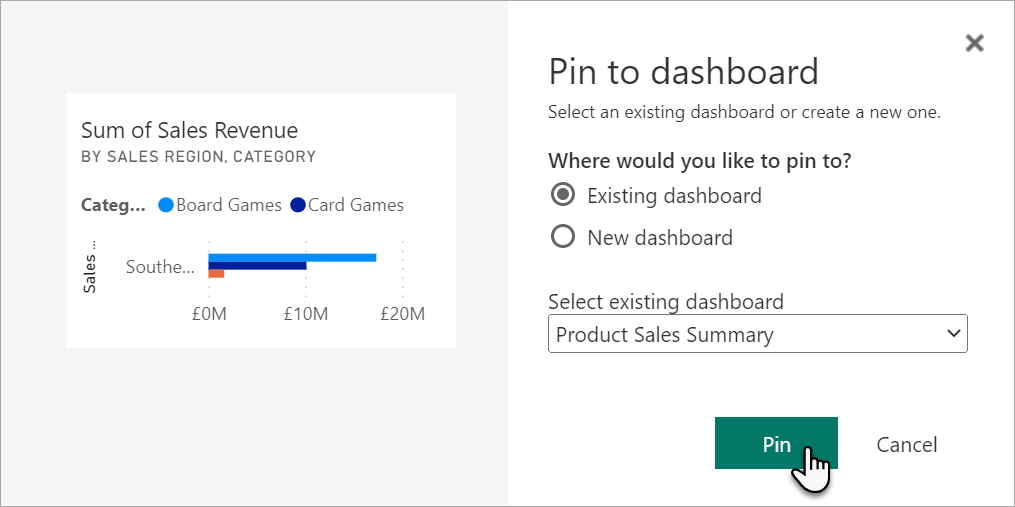 Sum of Sales Revenue
BY SALES REGION, CATEGORY
Categ... Board Games Card Games
Sales ...
Southe...
£0M £10M £20M
Pin to dashboard
Select an existing dashboard or create a new one.
Where would you like to pin to?
Existing dashboard
New dashboard
Select existing dashboard
Product Sales Summary
Pin Cancel